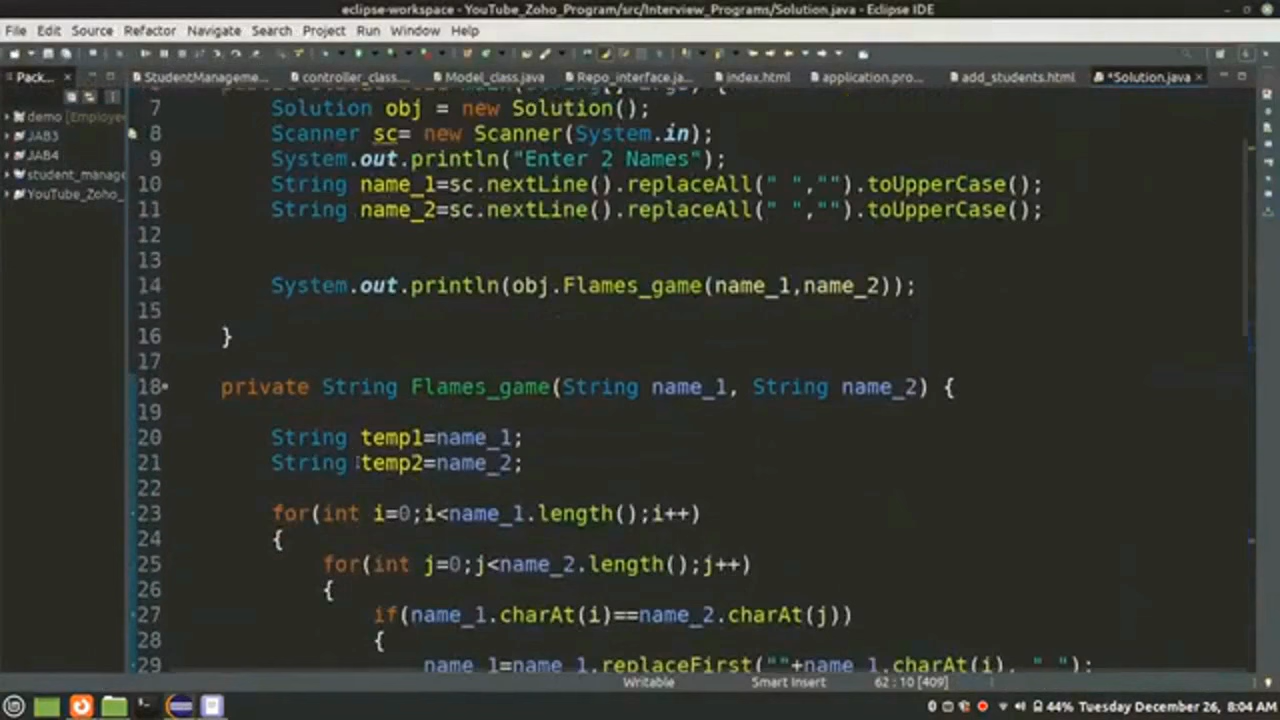 eclipse-workspace - YouTube_Zoho_Program/src/Interview_Programs/Solution.java - Eclipse IDE
File Edit Source Refactor Navigate Search Project Run Window Help
Pack... StudentManageme... controller_class... Model_class.java Repo_interface.ja... index.html application.pro... add_students.html *Solution.java
demo [Employe
JAB3
JAB4
student_manage
YouTube_Zoho_
7 Solution obj = new Solution();
8 Scanner sc= new Scanner(System.in);
9 System.out.println("Enter 2 Names");
10 String name_1=sc.nextLine().replaceAll(" ","").toUpperCase();
11 String name_2=sc.nextLine().replaceAll(" ","").toUpperCase();
12
13
14 System.out.println(obj.Flames_game(name_1,name_2));
15
16 }
17
18 private String Flames_game(String name_1, String name_2) {
19
20 String temp1=name_1;
21 String temp2=name_2;
22
23 for(int i=0;i<name_1.length();i++)
24 {
25 for(int j=0;j<name_2.length();j++)
26 {
27 if(name_1.charAt(i)==name_2.charAt(j))
28 {
29 name_1=name_1.replaceFirst(""+name_1.charAt(i), " ");
Writable Smart Insert 62 : 10 [409]
44% Tuesday December 26, 8:04 AM